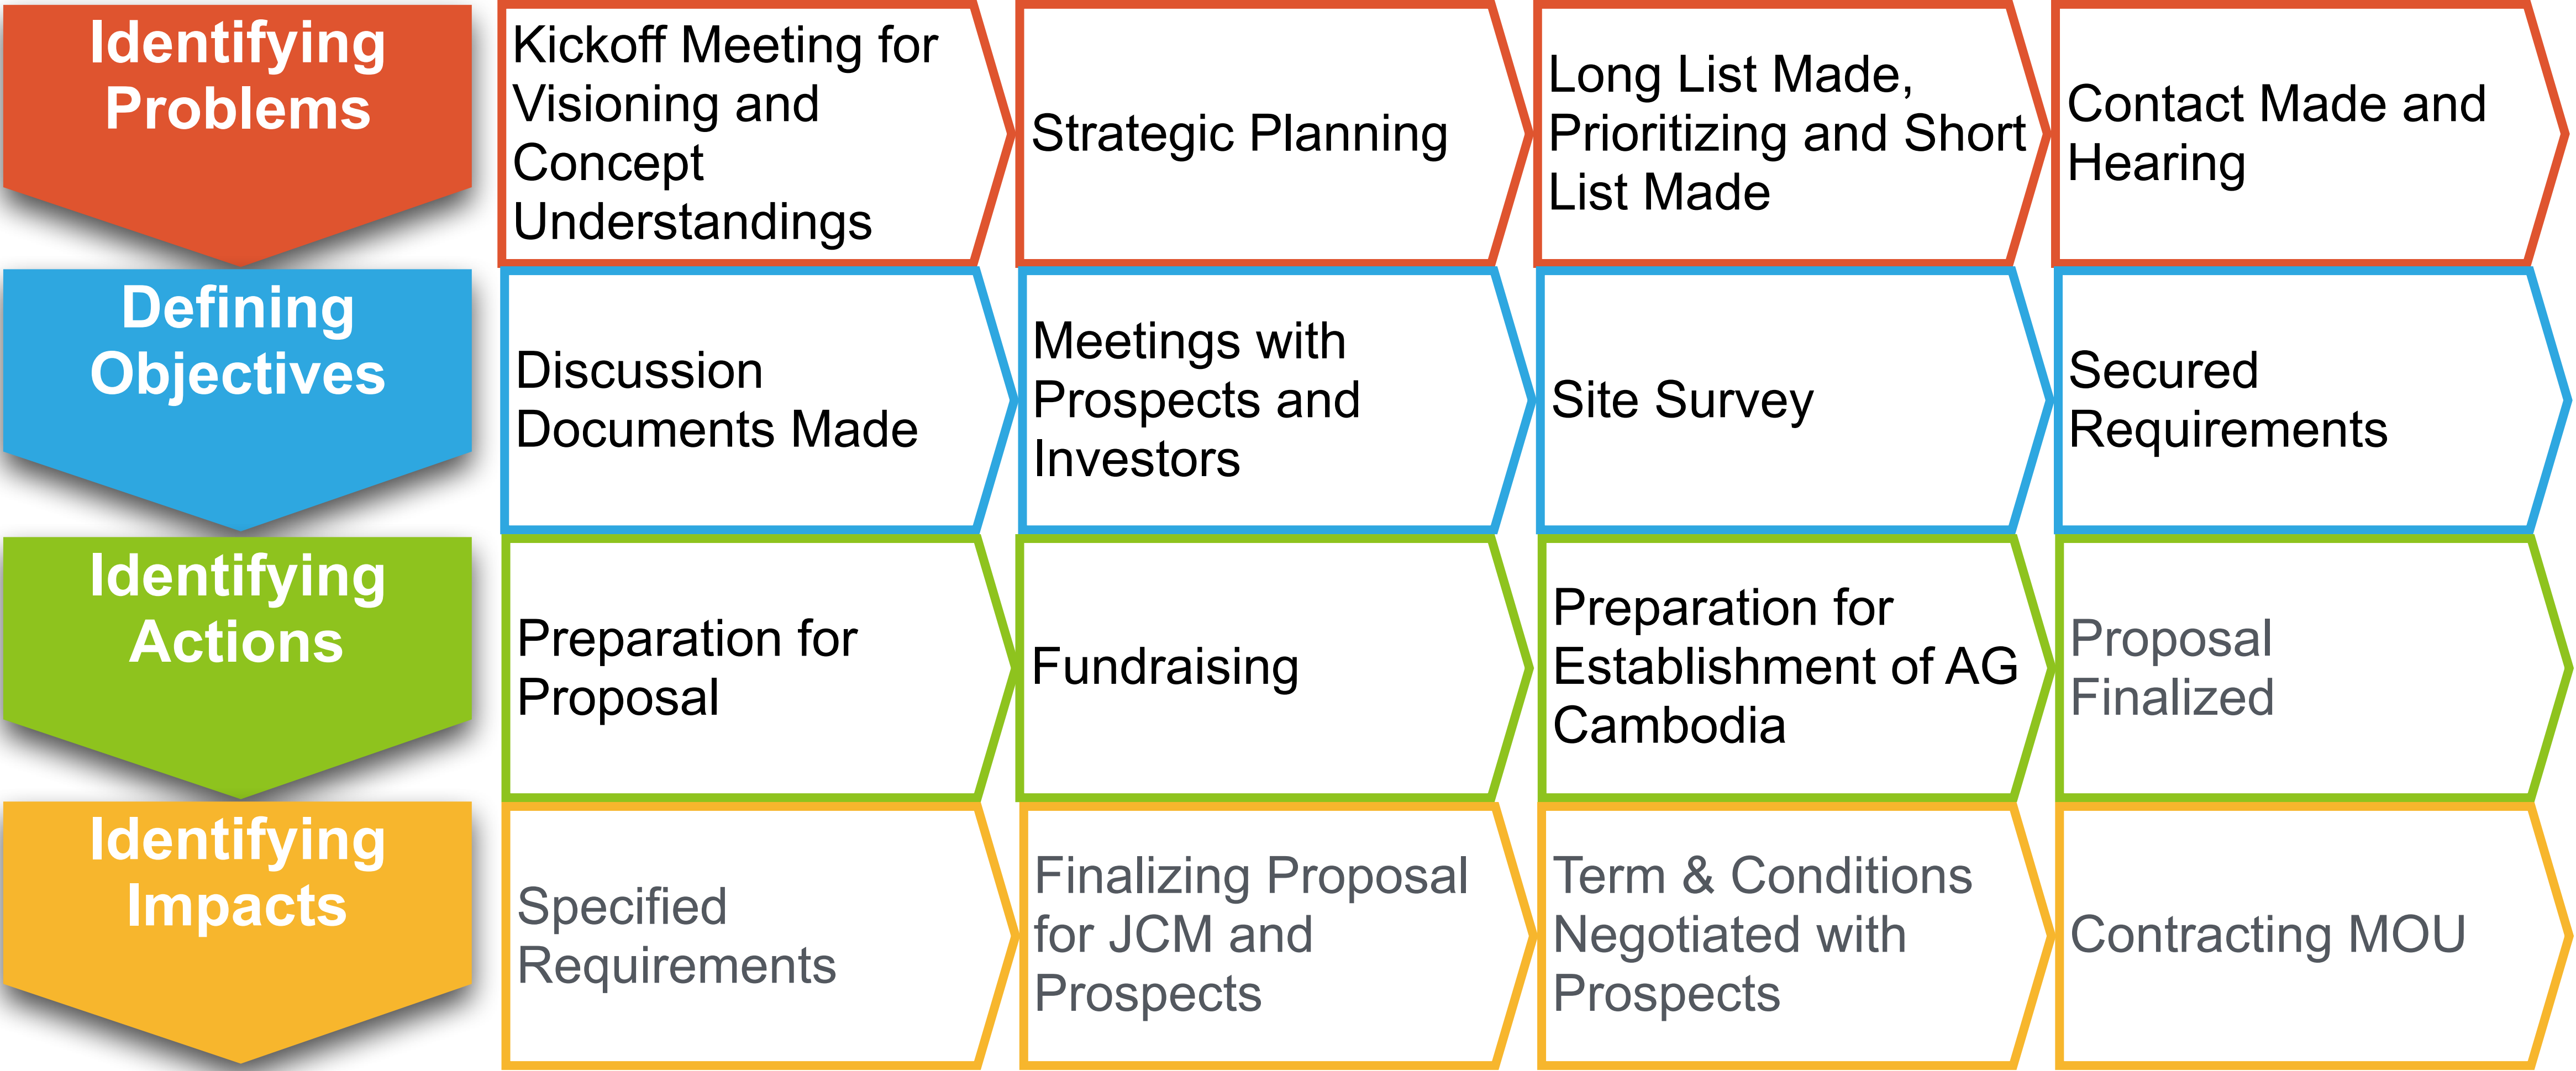 Identifying
Problems
Kickoff Meeting for
Visioning and
Concept
Understandings
Strategic Planning
Long List Made,
Prioritizing and Short
List Made
Contact Made and
Hearing
Defining
Objectives
Discussion
Documents Made
Meetings with
Prospects and
Investors
Site Survey
Secured
Requirements
Identifying
Actions
Preparation for
Proposal
Fundraising
Preparation for
Establishment of AG
Cambodia
Proposal
Finalized
Identifying
Impacts
Specified
Requirements
Finalizing Proposal
for JCM and
Prospects
Term & Conditions
Negotiated with
Prospects
Contracting MOU